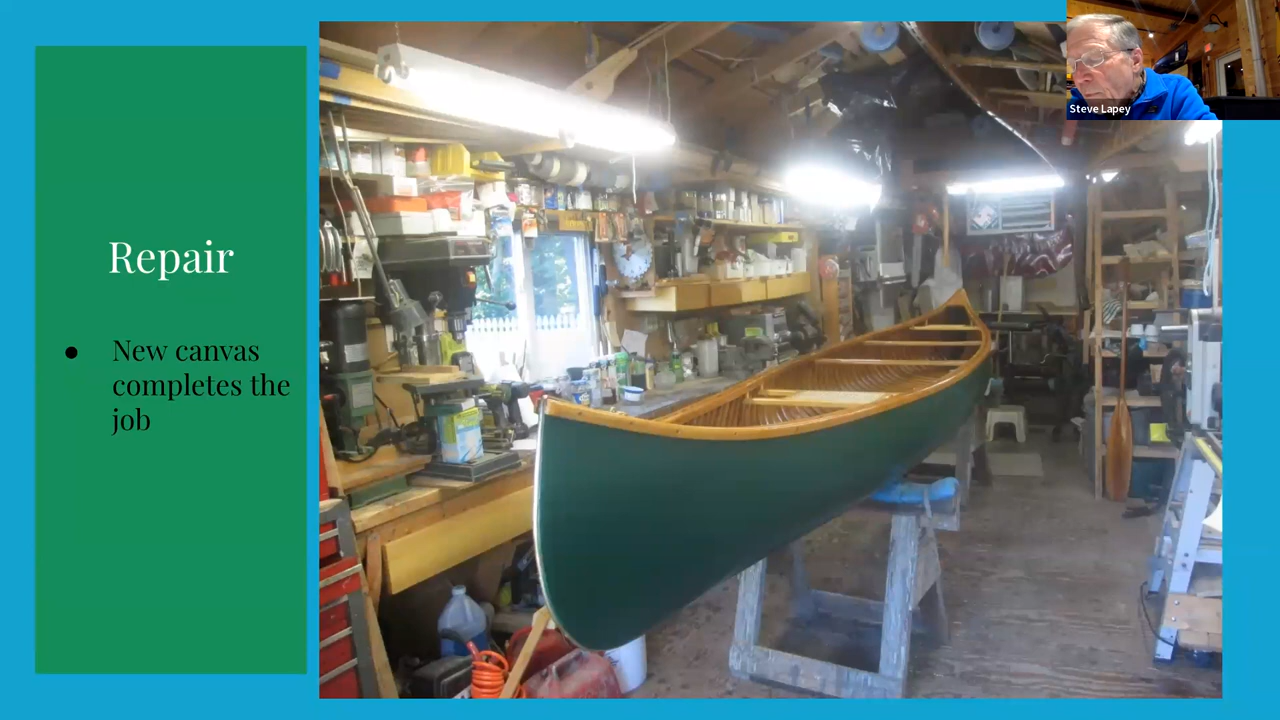 Steve Lapey
Repair
● New canvas
completes the
job